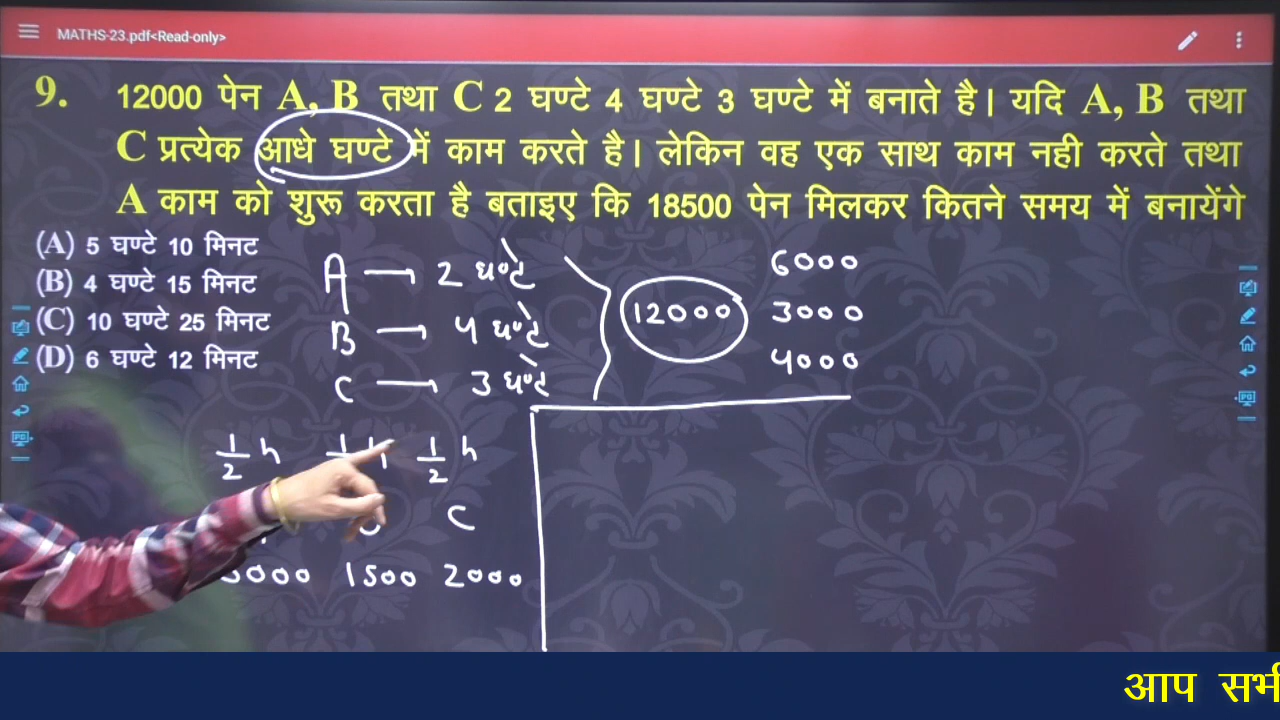 MATHS-23.pdf<Read-only>
9. 12000 पेन A, B तथा C 2 घण्टे 4 घण्टे 3 घण्टे में बनाते है। यदि A, B तथा
C प्रत्येक आधे घण्टे में काम करते है। लेकिन वह एक साथ काम नही करते तथा
A काम को शुरू करता है बताइए कि 18500 पेन मिलकर कितने समय में बनायेंगे
(A) 5 घण्टे 10 मिनट
(B) 4 घण्टे 15 मिनट
(C) 10 घण्टे 25 मिनट
(D) 6 घण्टे 12 मिनट
A → 2 घण्टे
B → 4 घण्टे
C → 3 घण्टे
12000
6000
3000
4000
1/2 h 1/2 h
C
1500 2000
आप सभी